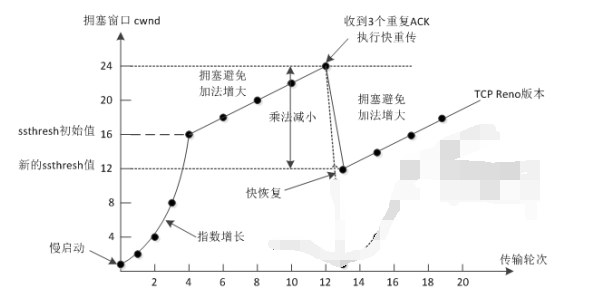 拥塞窗口 cwnd
收到3个重复ACK
执行快重传
24
20
16
12
8
4
ssthresh初始值
新的ssthresh值
拥塞避免
加法增大
乘法减小
拥塞避免
加法增大
TCP Reno版本
快恢复
指数增长
慢启动
2 4 6 8 10 12 14 16 18 20
传输轮次